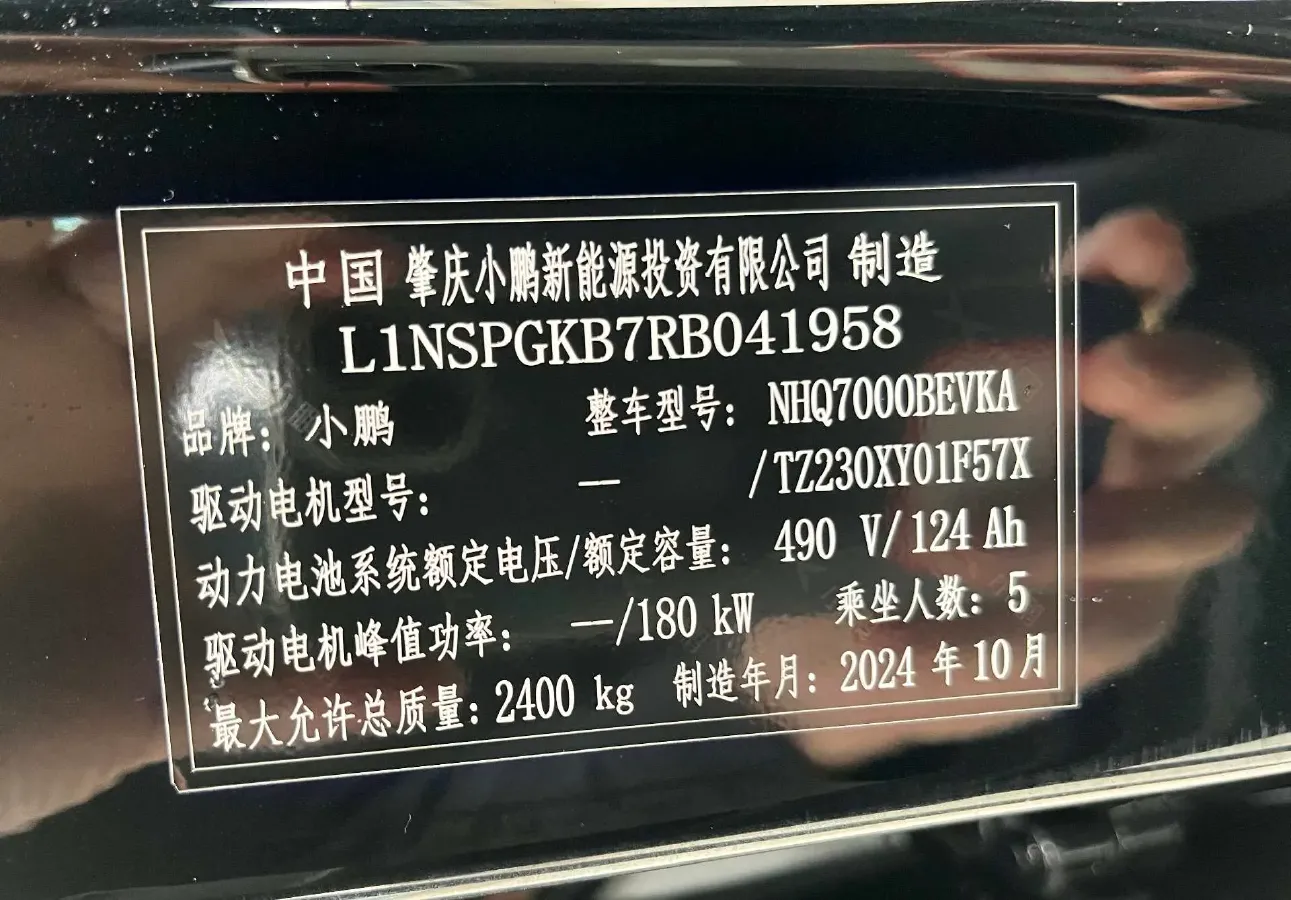 中国 肇庆小鹏新能源投资有限公司 制造
L1NSPGKB7RB041958
品牌：小鹏 整车型号：NHQ7000BEVKA
驱动电机型号： — /TZ230XY01F57X
动力电池系统额定电压/额定容量：490 V/124 Ah
驱动电机峰值功率： —/180 kW 乘坐人数：5
最大允许总质量：2400 kg 制造年月：2024年10月